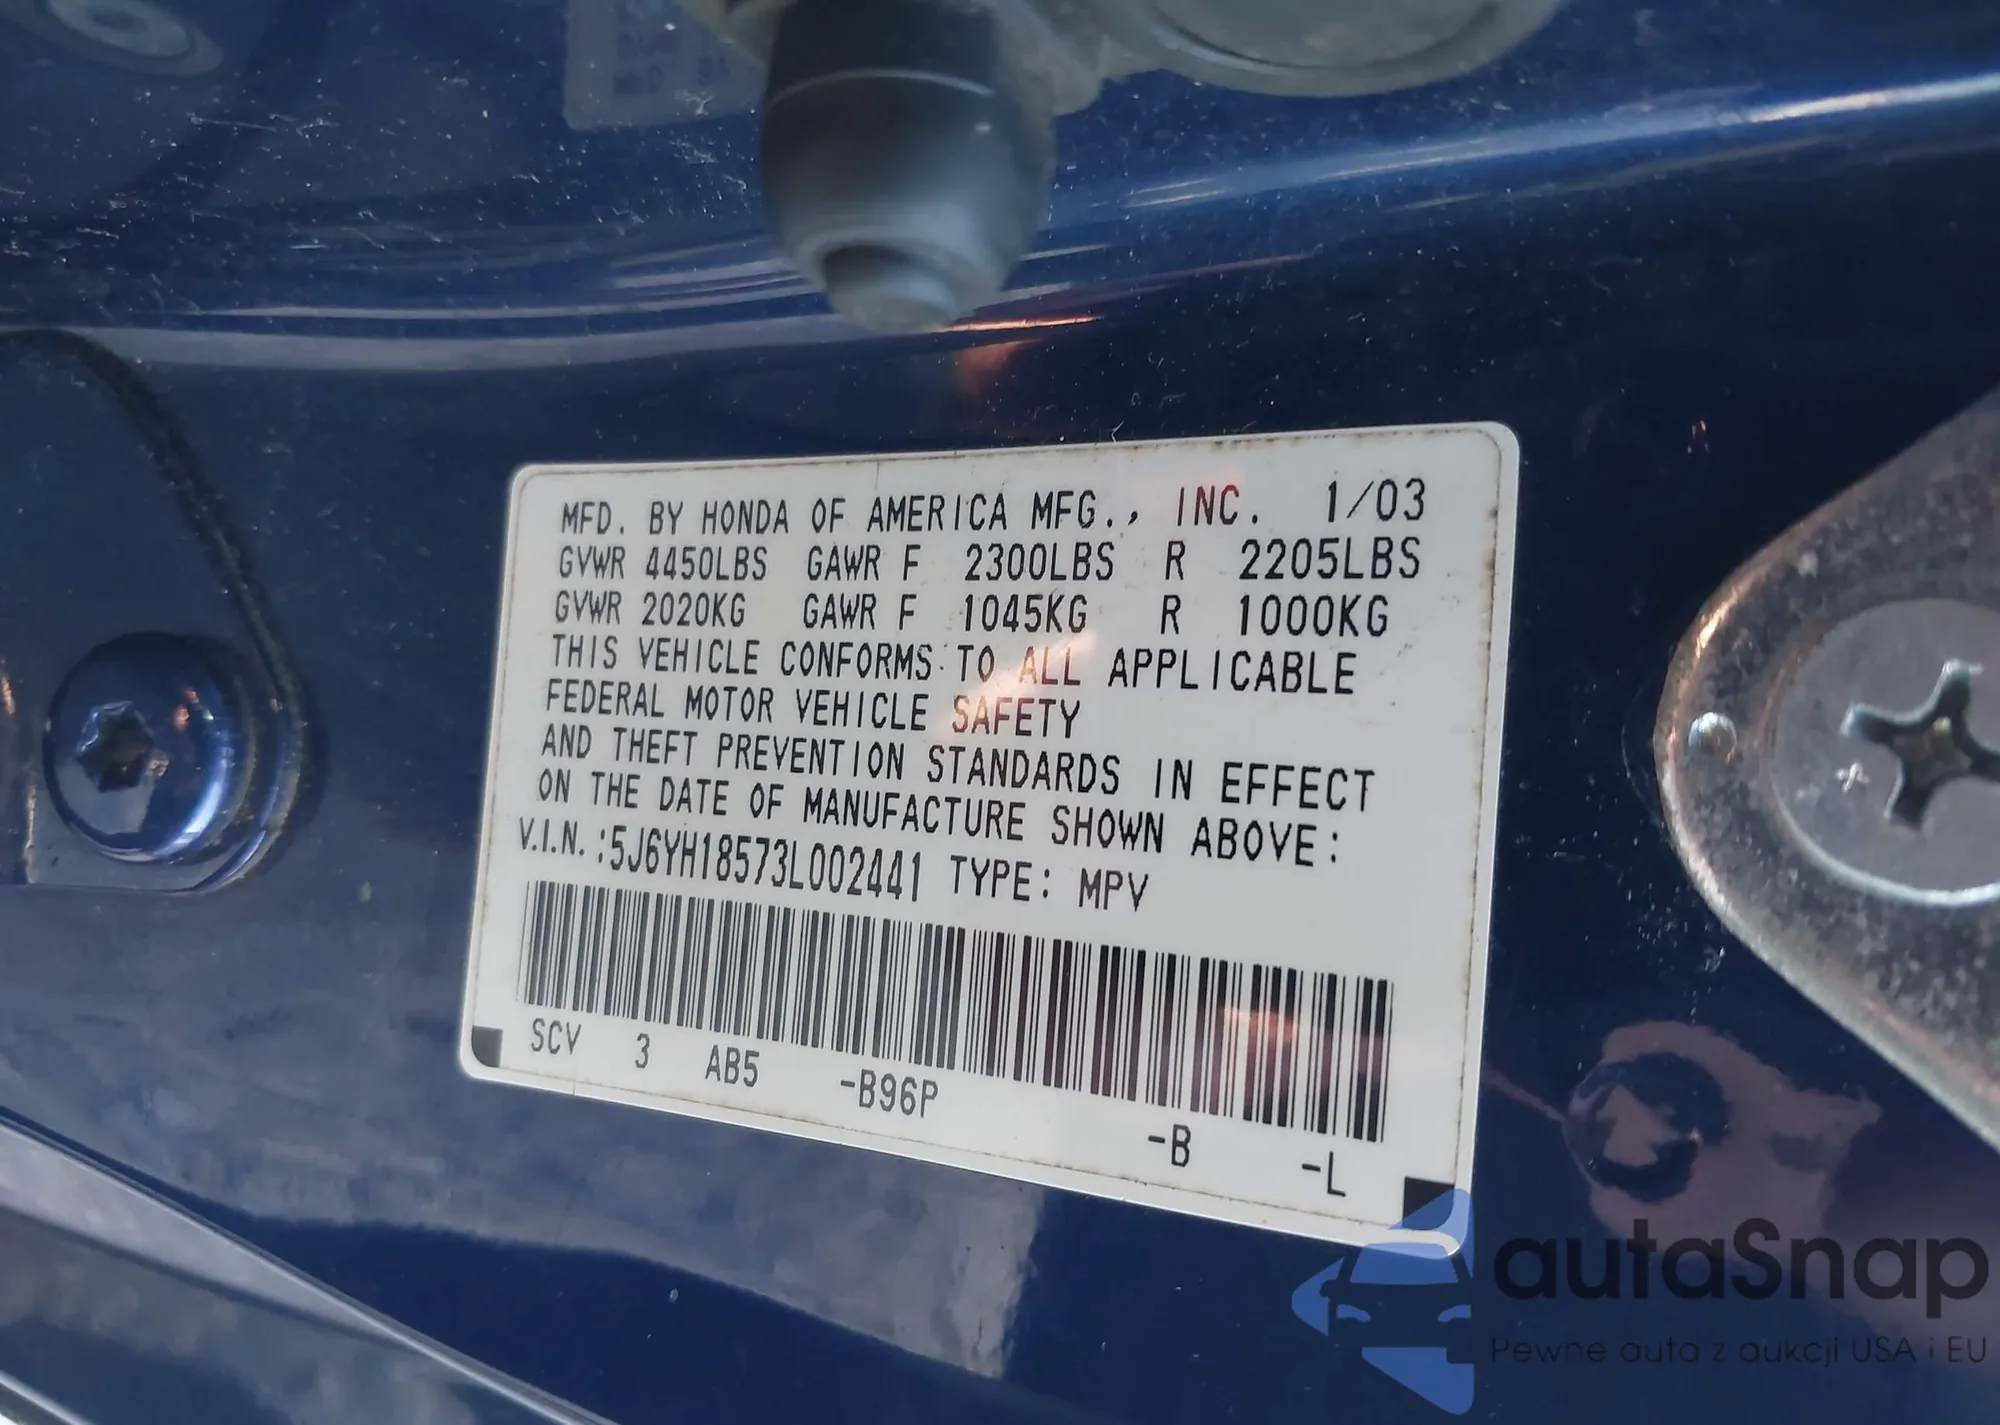 MFD. BY HONDA OF AMERICA MFG., INC. 1/03
GVWR 4450LBS GAWR F 2300LBS R 2205LBS
GVWR 2020KG GAWR F 1045KG R 1000KG
THIS VEHICLE CONFORMS TO ALL APPLICABLE
FEDERAL MOTOR VEHICLE SAFETY
AND THEFT PREVENTION STANDARDS IN EFFECT
ON THE DATE OF MANUFACTURE SHOWN ABOVE:
V.I.N.:5J6YH18573L002441 TYPE: MPV
SCV 3 AB5 -B96P -B -L
autaSnap
Pewne auta z aukcji USA i EU